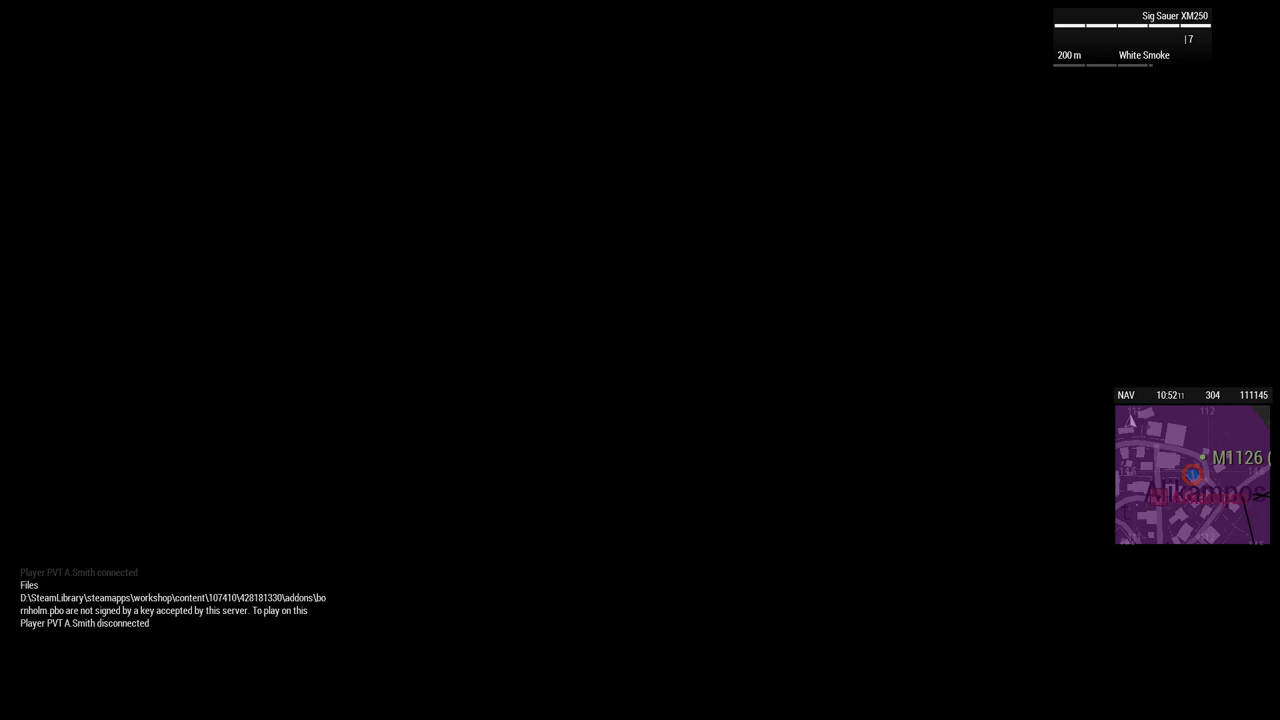 Sig Sauer XM250
| 7
200 m White Smoke
NAV 10:52 11 304 111145
111 112
M1126 (
Alikampos
Player PVT A.Smith connected
Files
D:\SteamLibrary\steamapps\workshop\content\107410\428181330\addons\bo
rnholm.pbo are not signed by a key accepted by this server. To play on this
Player PVT A.Smith disconnected